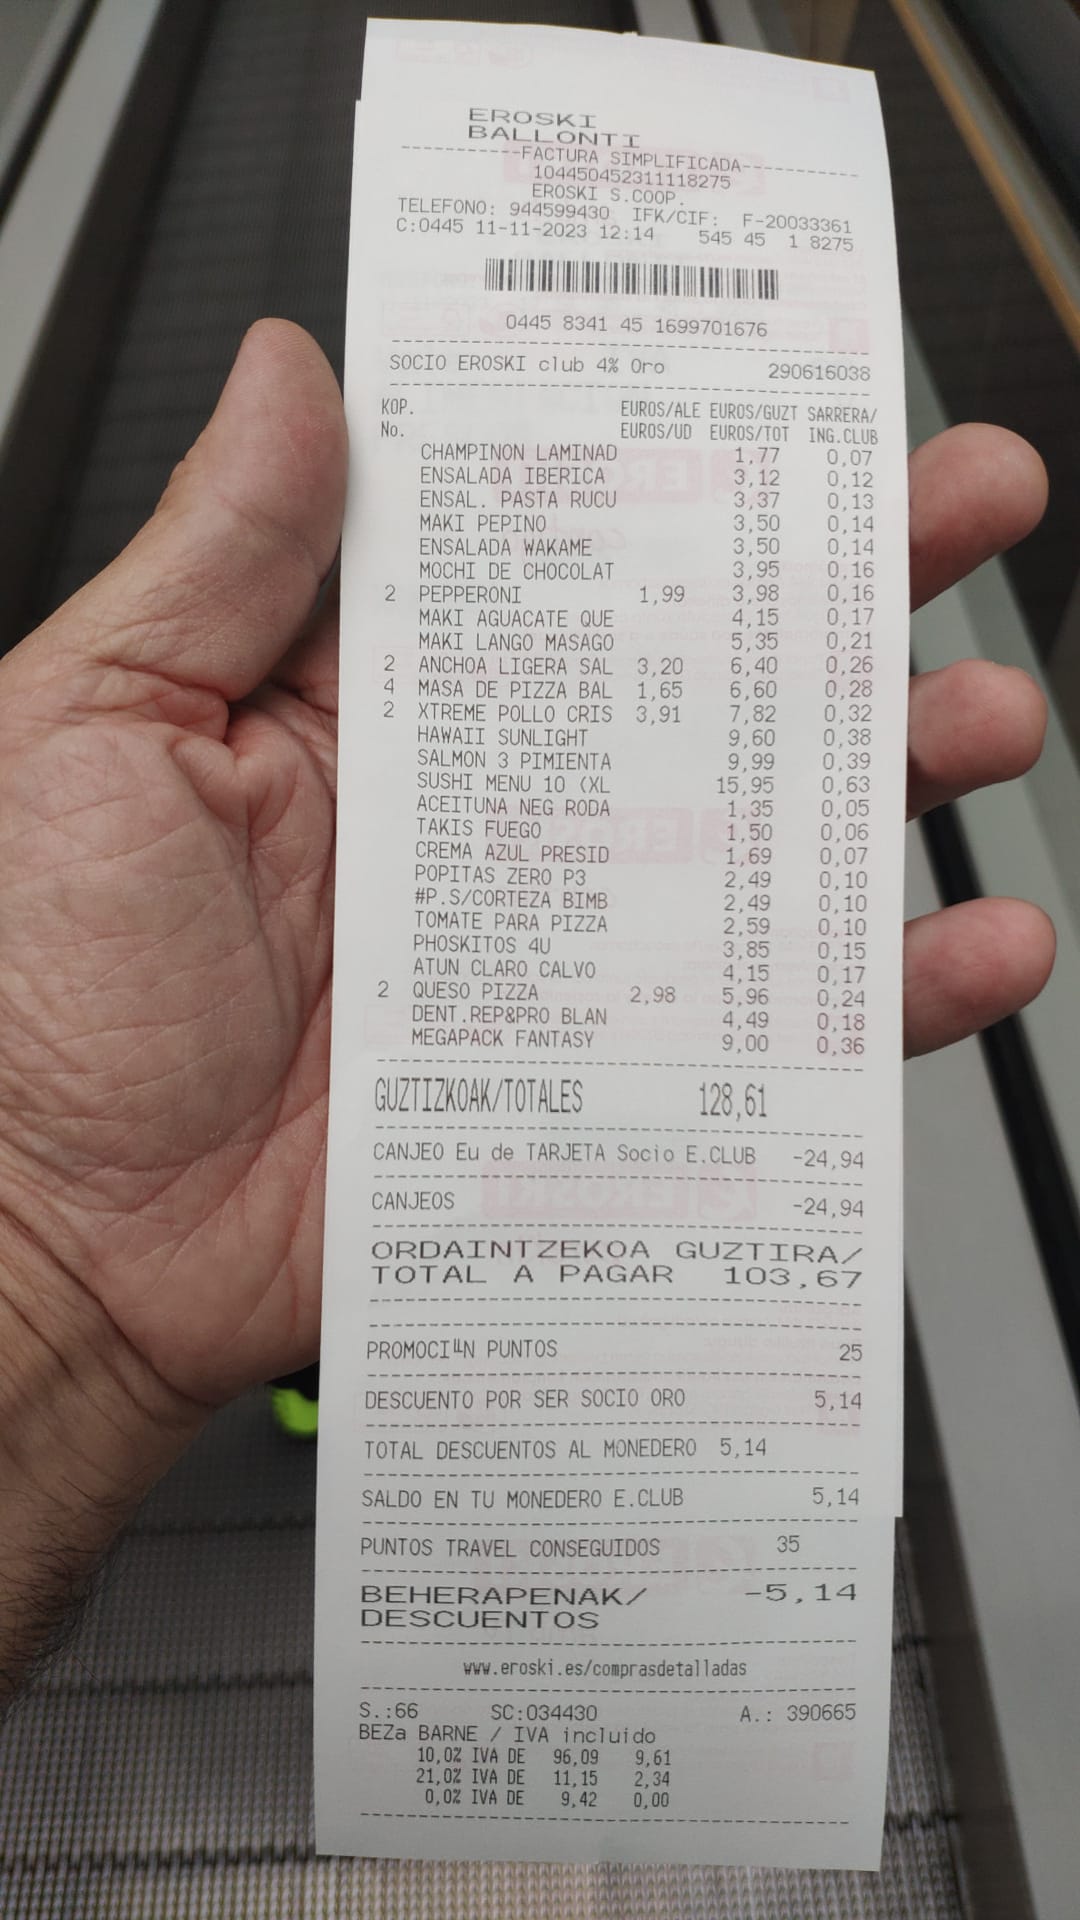 EROSKI
BALLONTI
-----------FACTURA SIMPLIFICADA-----------
104450452311118275
EROSKI S.COOP.
TELEFONO: 944599430 IFK/CIF: F-20033361
C:0445 11-11-2023 12:14 545 45 1 8275
0445 8341 45 1699701676
SOCIO EROSKI club 4% Oro 290616038
KOP. EUROS/ALE EUROS/GUZT SARRERA/
No. EUROS/UD EUROS/TOT ING.CLUB
CHAMPINON LAMINAD 1,77 0,07
ENSALADA IBERICA 3,12 0,12
ENSAL. PASTA RUCU 3,37 0,13
MAKI PEPINO 3,50 0,14
ENSALADA WAKAME 3,50 0,14
MOCHI DE CHOCOLAT 3,95 0,16
2 PEPPERONI 1,99 3,98 0,16
MAKI AGUACATE QUE 4,15 0,17
MAKI LANGO MASAGO 5,35 0,21
2 ANCHOA LIGERA SAL 3,20 6,40 0,26
4 MASA DE PIZZA BAL 1,65 6,60 0,28
2 XTREME POLLO CRIS 3,91 7,82 0,32
HAWAII SUNLIGHT 9,60 0,38
SALMON 3 PIMIENTA 9,99 0,39
SUSHI MENU 10 (XL 15,95 0,63
ACEITUNA NEG RODA 1,35 0,05
TAKIS FUEGO 1,50 0,06
CREMA AZUL PRESID 1,69 0,07
POPITAS ZERO P3 2,49 0,10
#P.S/CORTEZA BIMB 2,49 0,10
TOMATE PARA PIZZA 2,59 0,10
PHOSKITOS 4U 3,85 0,15
ATUN CLARO CALVO 4,15 0,17
2 QUESO PIZZA 2,98 5,96 0,24
DENT.REP&PRO BLAN 4,49 0,18
MEGAPACK FANTASY 9,00 0,36
GUZTIZKOAK/TOTALES 128,61
CANJEO Eu de TARJETA Socio E.CLUB -24,94
CANJEOS -24,94
ORDAINTZEKOA GUZTIRA/
TOTAL A PAGAR 103,67
PROMOCI╙N PUNTOS 25
DESCUENTO POR SER SOCIO ORO 5,14
TOTAL DESCUENTOS AL MONEDERO 5,14
SALDO EN TU MONEDERO E.CLUB 5,14
PUNTOS TRAVEL CONSEGUIDOS 35
BEHERAPENAK/ -5,14
DESCUENTOS
www.eroski.es/comprasdetalladas
S.:66 SC:034430 A.: 390665
BEZa BARNE / IVA incluido
10,0% IVA DE 96,09 9,61
21,0% IVA DE 11,15 2,34
0,0% IVA DE 9,42 0,00